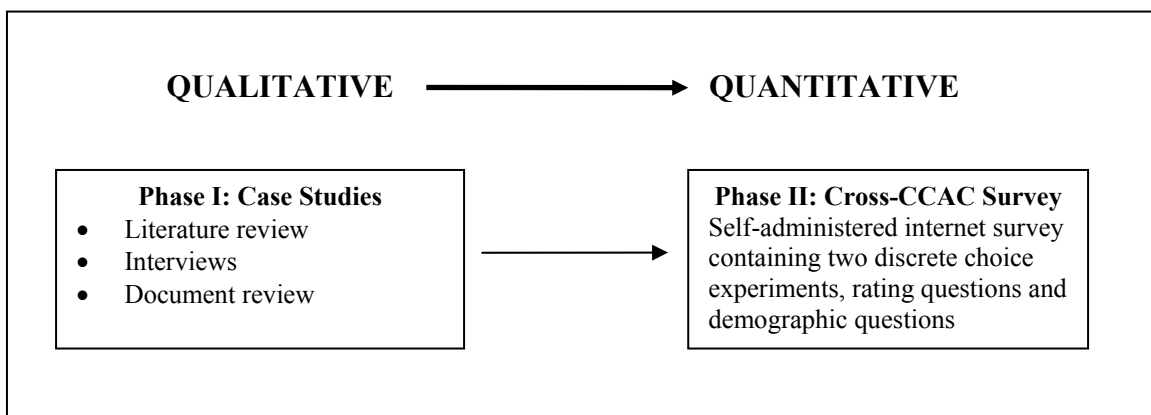 QUALITATIVE QUANTITATIVE
Phase I: Case Studies
• Literature review
• Interviews
• Document review
Phase II: Cross-CCAC Survey
Self-administered internet survey
containing two discrete choice
experiments, rating questions and
demographic questions